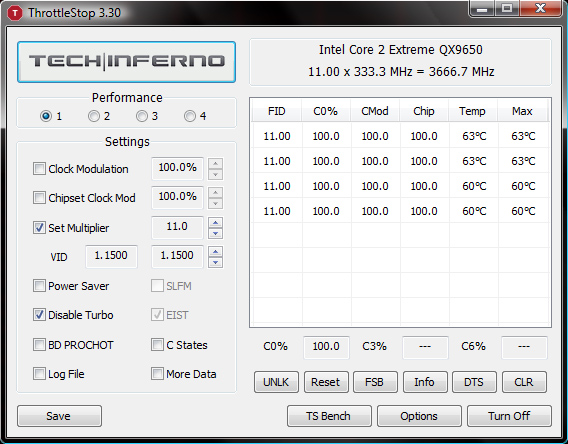 T ThrottleStop 3.30
TECH|INFERNO
Performance
1 2 3 4
Settings
Clock Modulation 100.0%
Chipset Clock Mod 100.0%
Set Multiplier 11.0
VID 1.1500 1.1500
Power Saver SLFM
Disable Turbo EIST
BD PROCHOT C States
Log File More Data
Save
Intel Core 2 Extreme QX9650
11.00 x 333.3 MHz = 3666.7 MHz
FID C0% CMod Chip Temp Max
11.00 100.0 100.0 100.0 63°C 63°C
11.00 100.0 100.0 100.0 63°C 63°C
11.00 100.0 100.0 100.0 60°C 60°C
11.00 100.0 100.0 100.0 60°C 60°C
C0% 100.0 C3% --- C6% ---
UNLK Reset FSB Info DTS CLR
TS Bench Options Turn Off